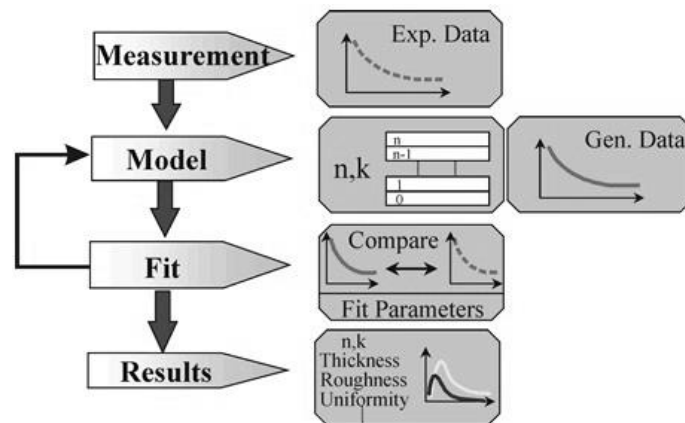 Measurement
Exp. Data
Model
n,k
n
n-1
1
0
Gen. Data
Fit
Compare
Fit Parameters
Results
n,k
Thickness
Roughness
Uniformity